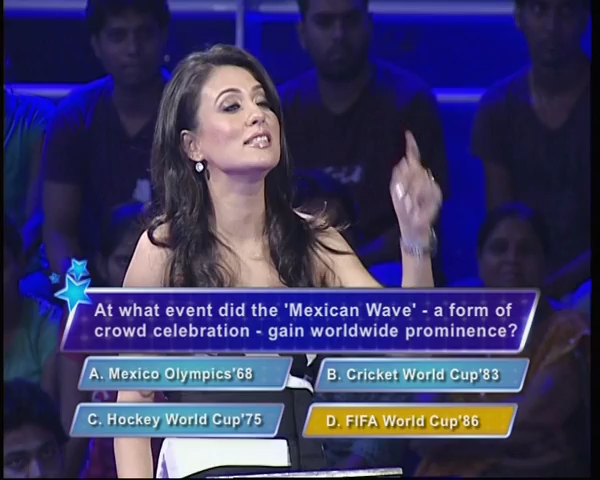 At what event did the 'Mexican Wave' - a form of
crowd celebration - gain worldwide prominence?
A. Mexico Olympics'68
B. Cricket World Cup'83
C. Hockey World Cup'75
D. FIFA World Cup'86